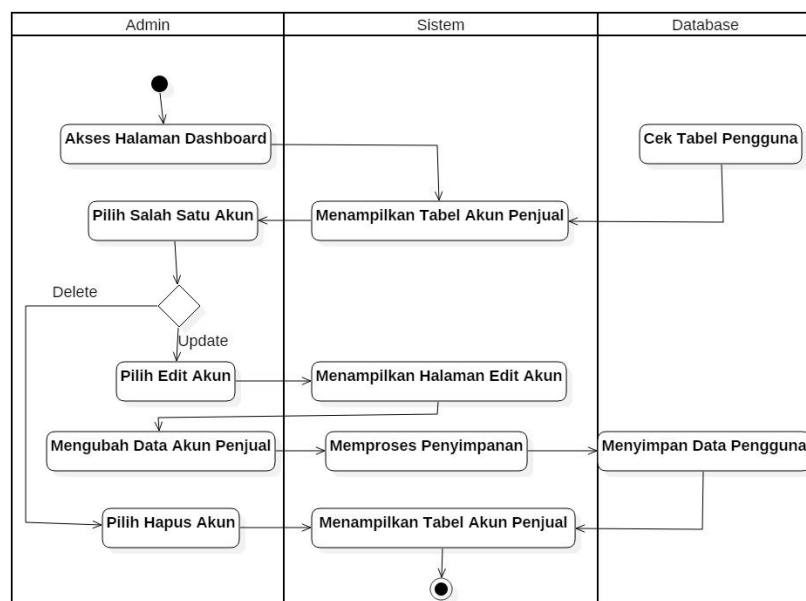 Admin
Sistem
Database
Akses Halaman Dashboard
Cek Tabel Pengguna
Pilih Salah Satu Akun
Menampilkan Tabel Akun Penjual
Delete
Update
Pilih Edit Akun
Menampilkan Halaman Edit Akun
Mengubah Data Akun Penjual
Memproses Penyimpanan
Menyimpan Data Pengguna
Pilih Hapus Akun
Menampilkan Tabel Akun Penjual